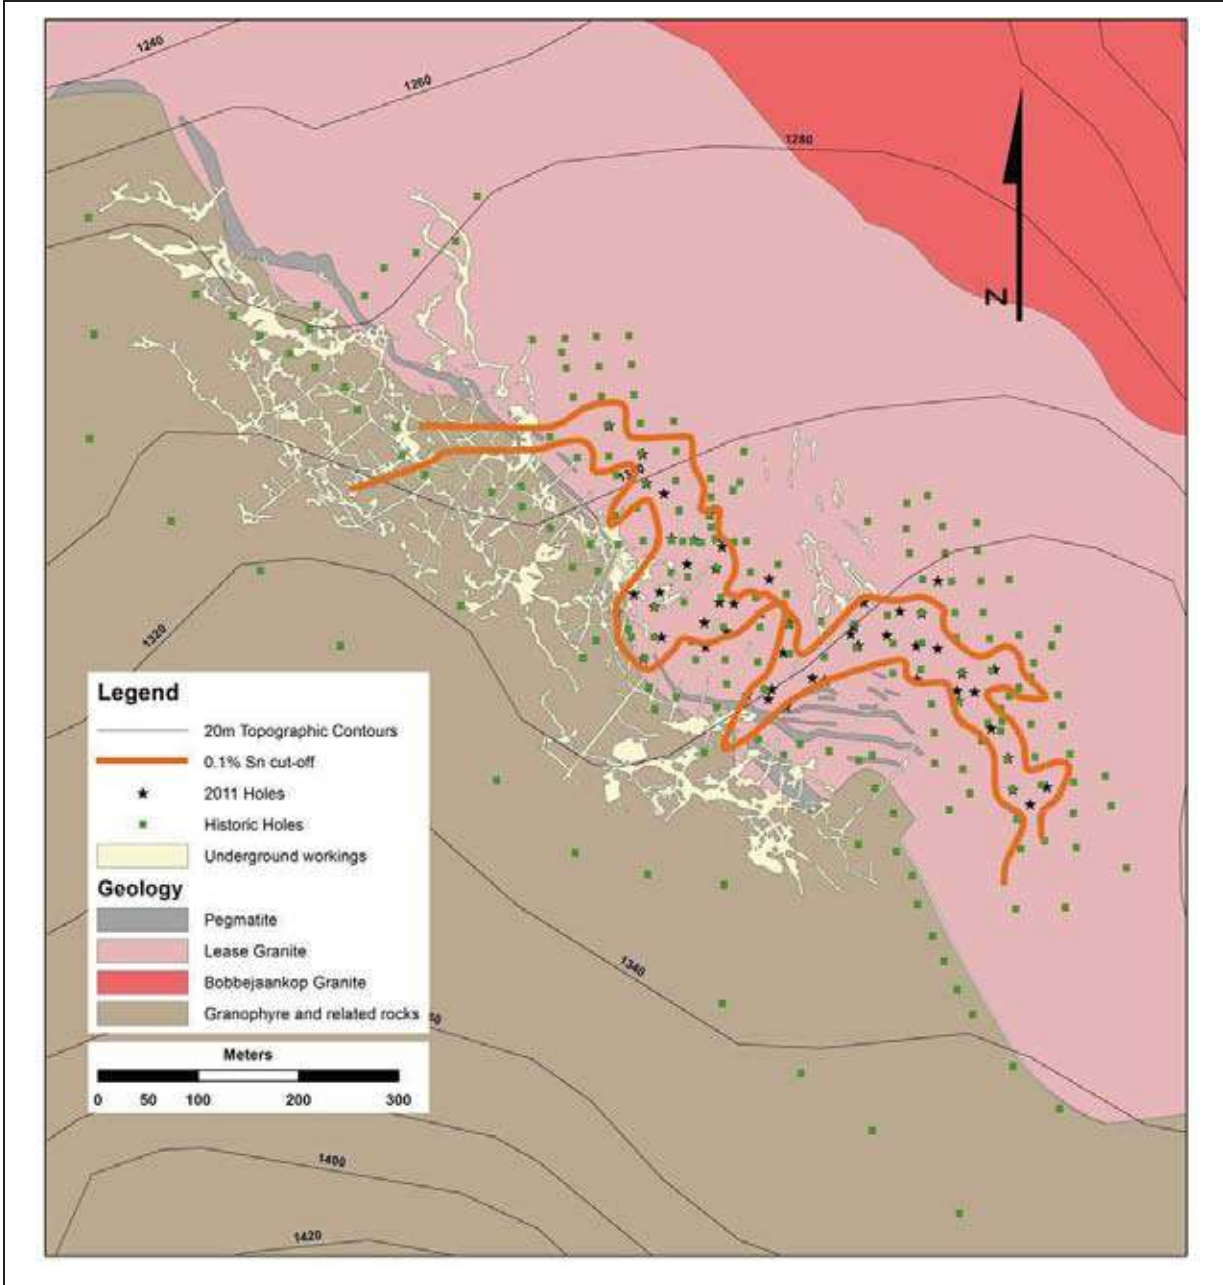 1240
1260
1280
N
1320
Legend
20m Topographic Contours
0.1% Sn cut-off
2011 Holes
Historic Holes
Underground workings
Geology
Pegmatite
Lease Granite
Bobbejaankop Granite
Granophyre and related rocks
1340
Meters
0 50 100 200 300
1400
1420